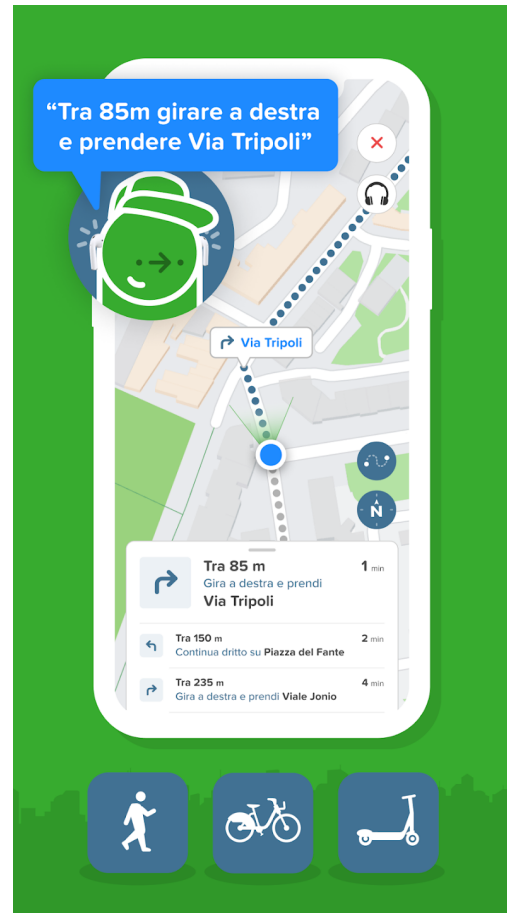 “Tra 85m girare a destra
e prendere Via Tripoli”
Via Tripoli
N
Tra 85 m
1 min
Gira a destra e prendi
Via Tripoli
Tra 150 m
2 min
Continua dritto su Piazza del Fante
Tra 235 m
4 min
Gira a destra e prendi Viale Jonio